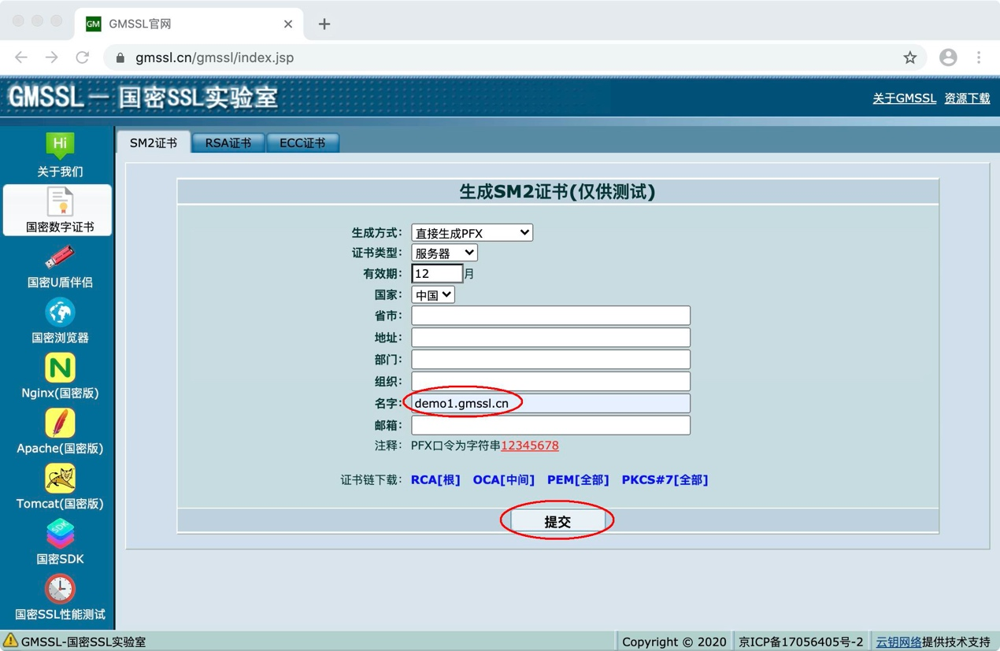 GM GMSSL官网
gmssl.cn/gmssl/index.jsp
GMSSL — 国密SSL实验室
关于GMSSL 资源下载
Hi
关于我们
国密数字证书
国密U盾伴侣
国密浏览器
N
Nginx(国密版)
Apache(国密版)
Tomcat(国密版)
SDK
国密SDK
国密SSL性能测试
SM2证书 RSA证书 ECC证书
生成SM2证书(仅供测试)
生成方式: 直接生成PFX
证书类型: 服务器
有效期: 12 月
国家: 中国
省市:
地址:
部门:
组织:
名字: demo1.gmssl.cn
邮箱:
注释: PFX口令为字符串12345678
证书链下载: RCA[根] OCA[中间] PEM[全部] PKCS#7[全部]
提交
GMSSL-国密SSL实验室 Copyright © 2020 京ICP备17056405号-2 云钥网络提供技术支持